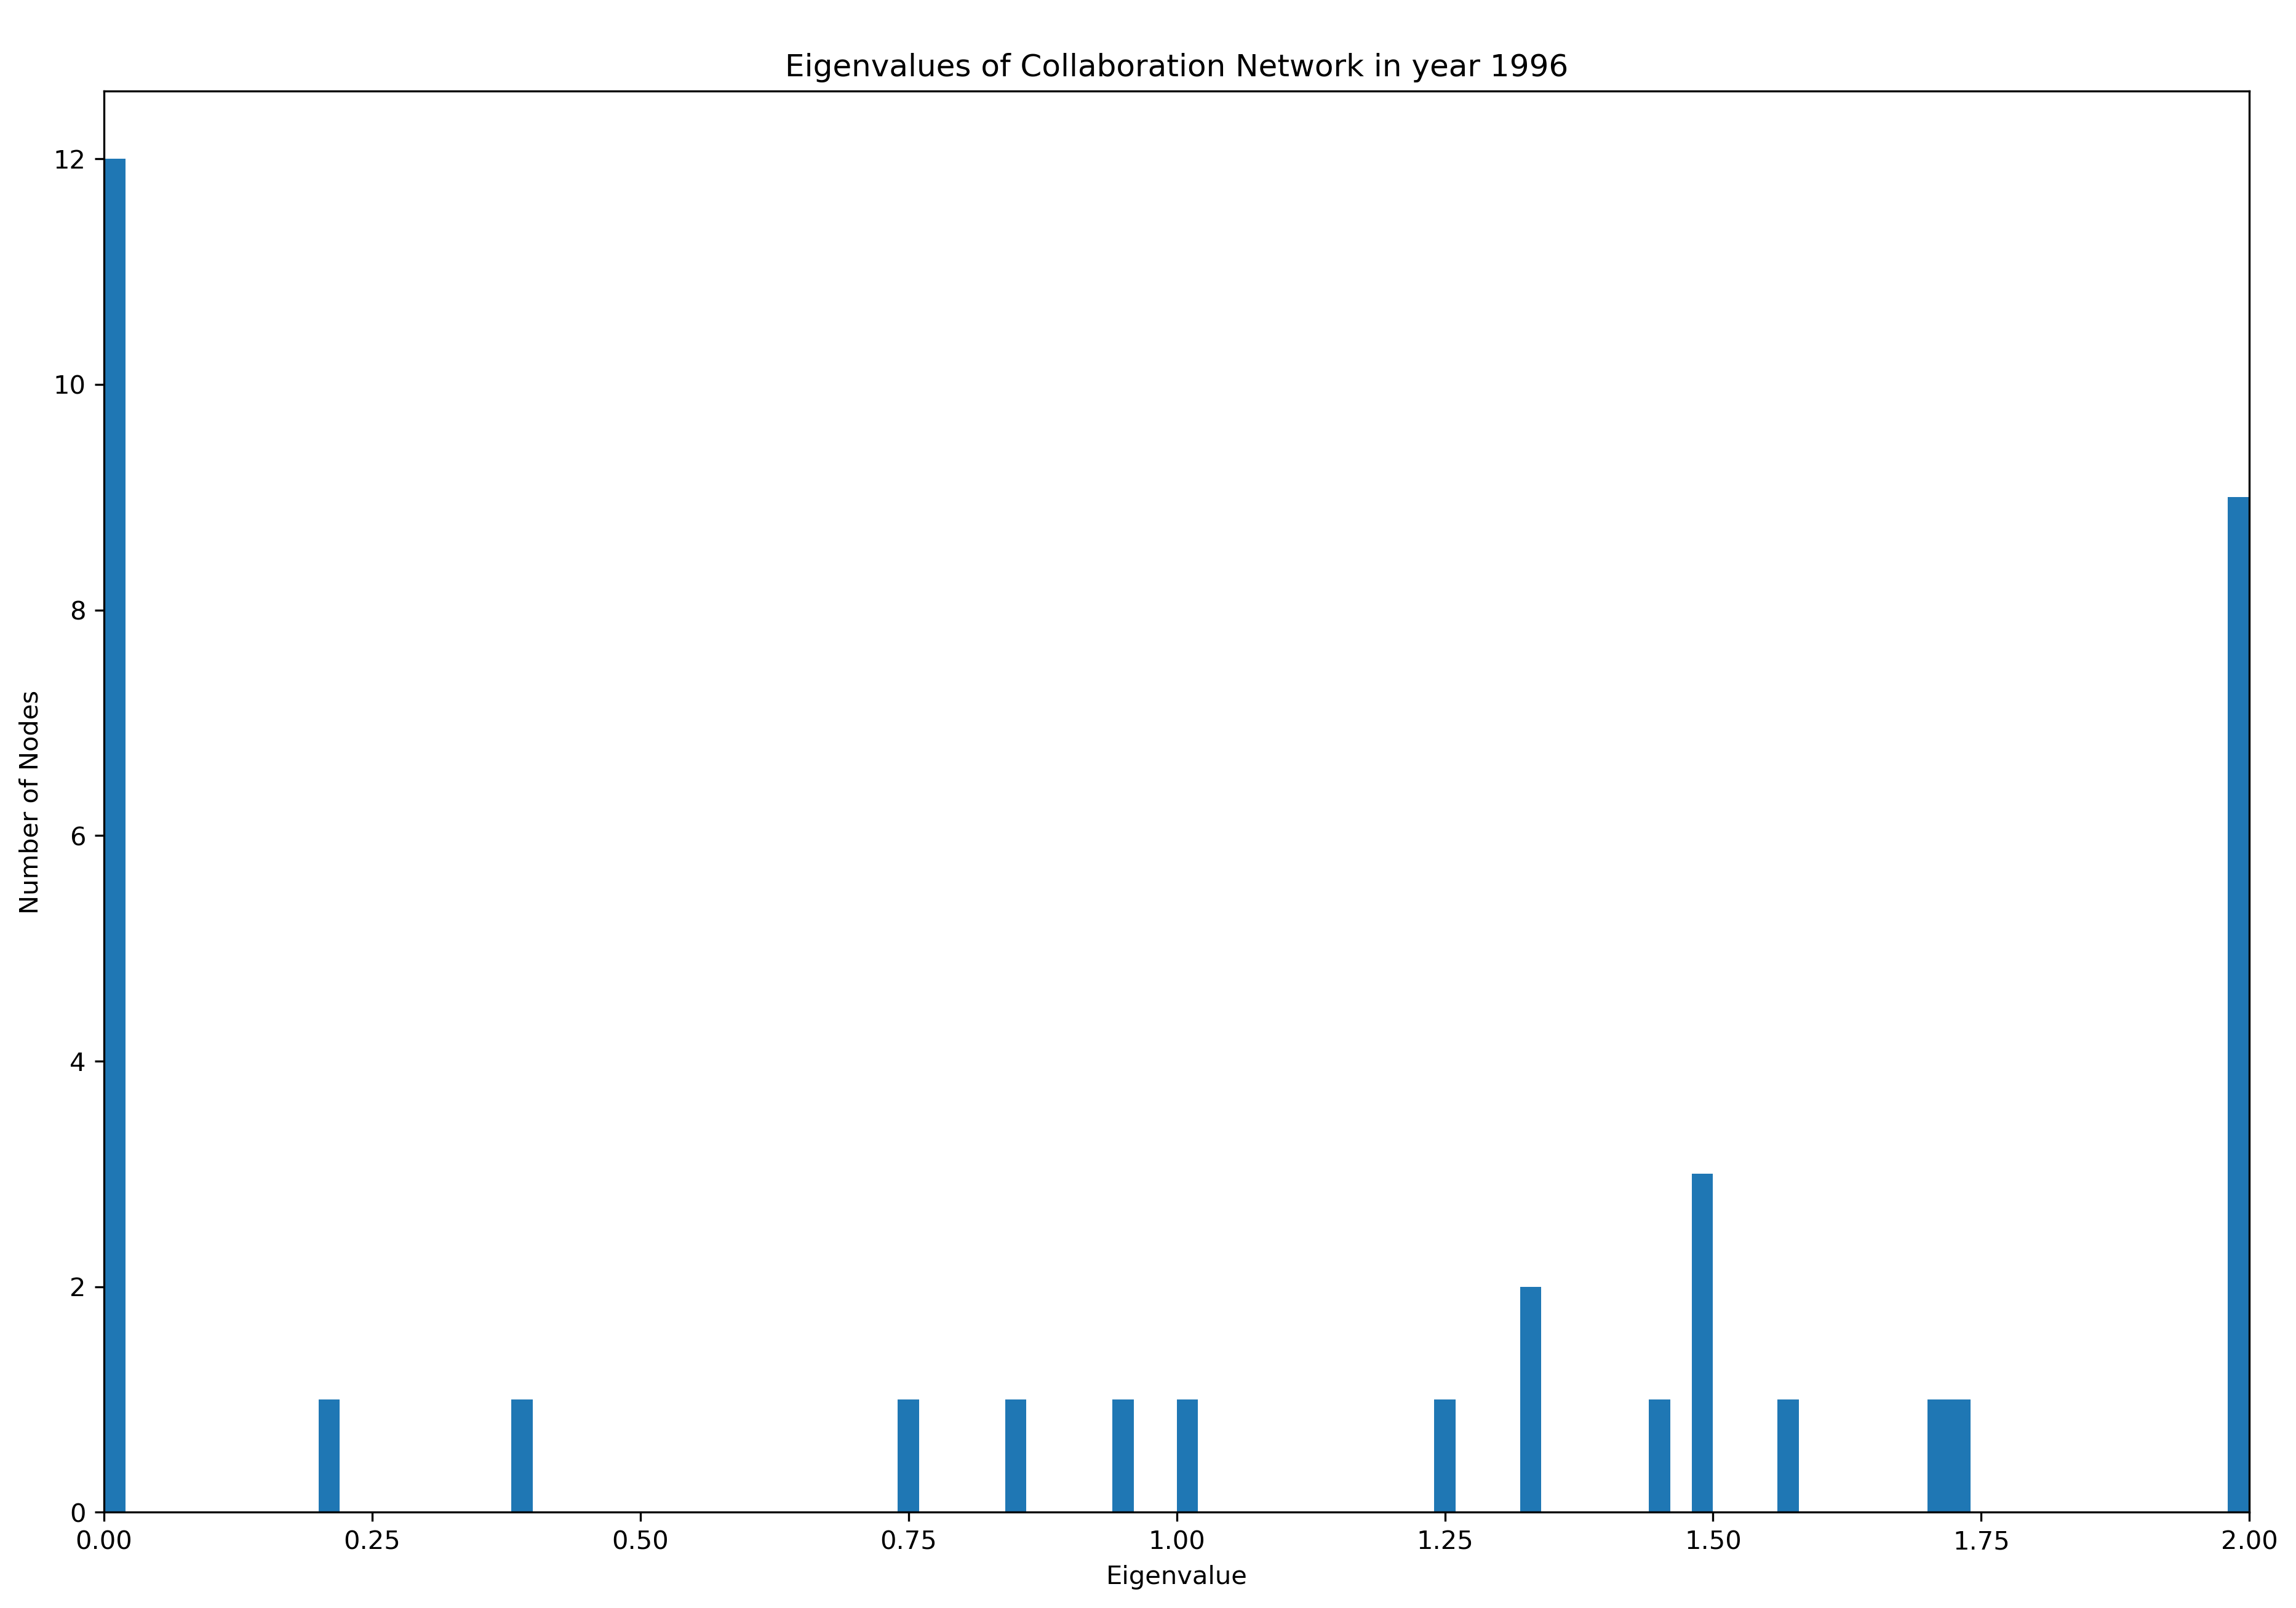 Eigenvalues of Collaboration Network in year 1996
12
10
8
6
4
2
0
Number of Nodes
0.00 0.25 0.50 0.75 1.00 1.25 1.50 1.75 2.00
Eigenvalue